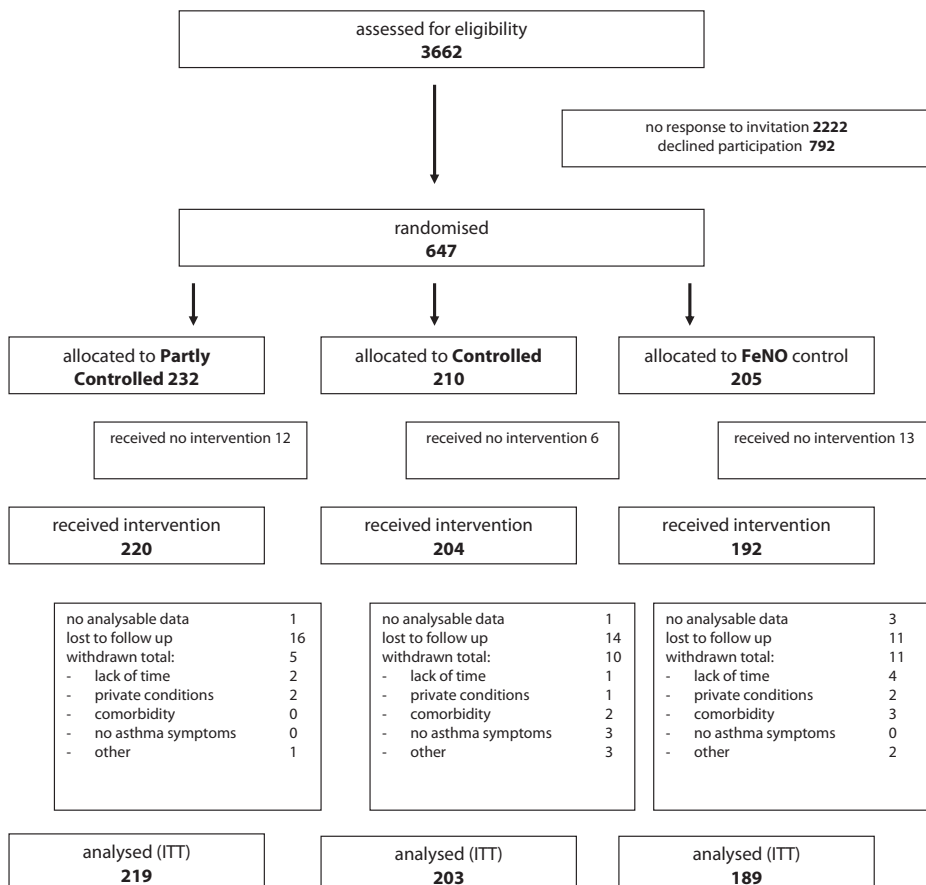 assessed for eligibility
3662
no response to invitation 2222
declined participation 792
randomised
647
allocated to Partly
Controlled 232
allocated to Controlled
210
allocated to FeNO control
205
received no intervention 12
received no intervention 6
received no intervention 13
received intervention
220
received intervention
204
received intervention
192
no analysable data 1
lost to follow up 16
withdrawn total: 5
- lack of time 2
- private conditions 2
- comorbidity 0
- no asthma symptoms 0
- other 1
no analysable data 1
lost to follow up 14
withdrawn total: 10
- lack of time 1
- private conditions 1
- comorbidity 2
- no asthma symptoms 3
- other 3
no analysable data 3
lost to follow up 11
withdrawn total: 11
- lack of time 4
- private conditions 2
- comorbidity 3
- no asthma symptoms 0
- other 2
analysed (ITT)
219
analysed (ITT)
203
analysed (ITT)
189